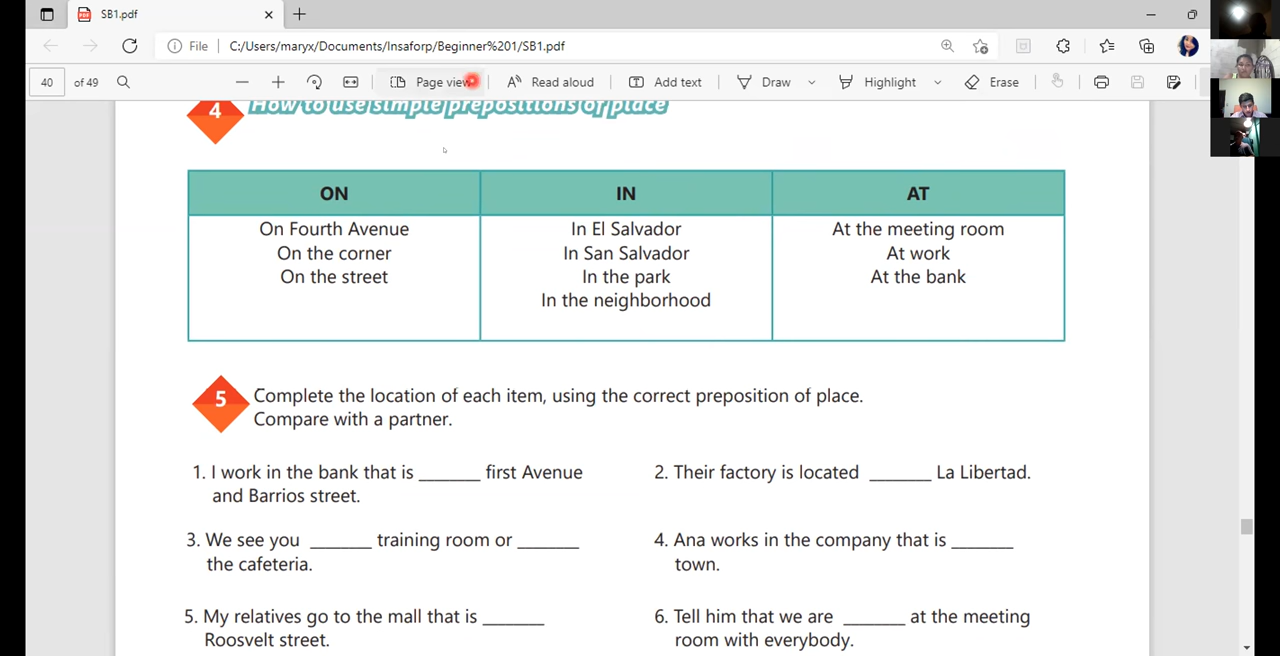 SB1.pdf
File
C:/Users/maryx/Documents/Insaforp/Beginner%201/SB1.pdf
40 of 49
Page view
Read aloud
Add text
Draw
Highlight
Erase
4 How to use simple prepositions of place
ON IN AT
On Fourth Avenue In El Salvador At the meeting room
On the corner In San Salvador At work
On the street In the park At the bank
In the neighborhood
5 Complete the location of each item, using the correct preposition of place.
Compare with a partner.
1. I work in the bank that is _______ first Avenue
and Barrios street.
2. Their factory is located _______ La Libertad.
3. We see you _______ training room or _______
the cafeteria.
4. Ana works in the company that is _______
town.
5. My relatives go to the mall that is _______
Roosvelt street.
6. Tell him that we are _______ at the meeting
room with everybody.